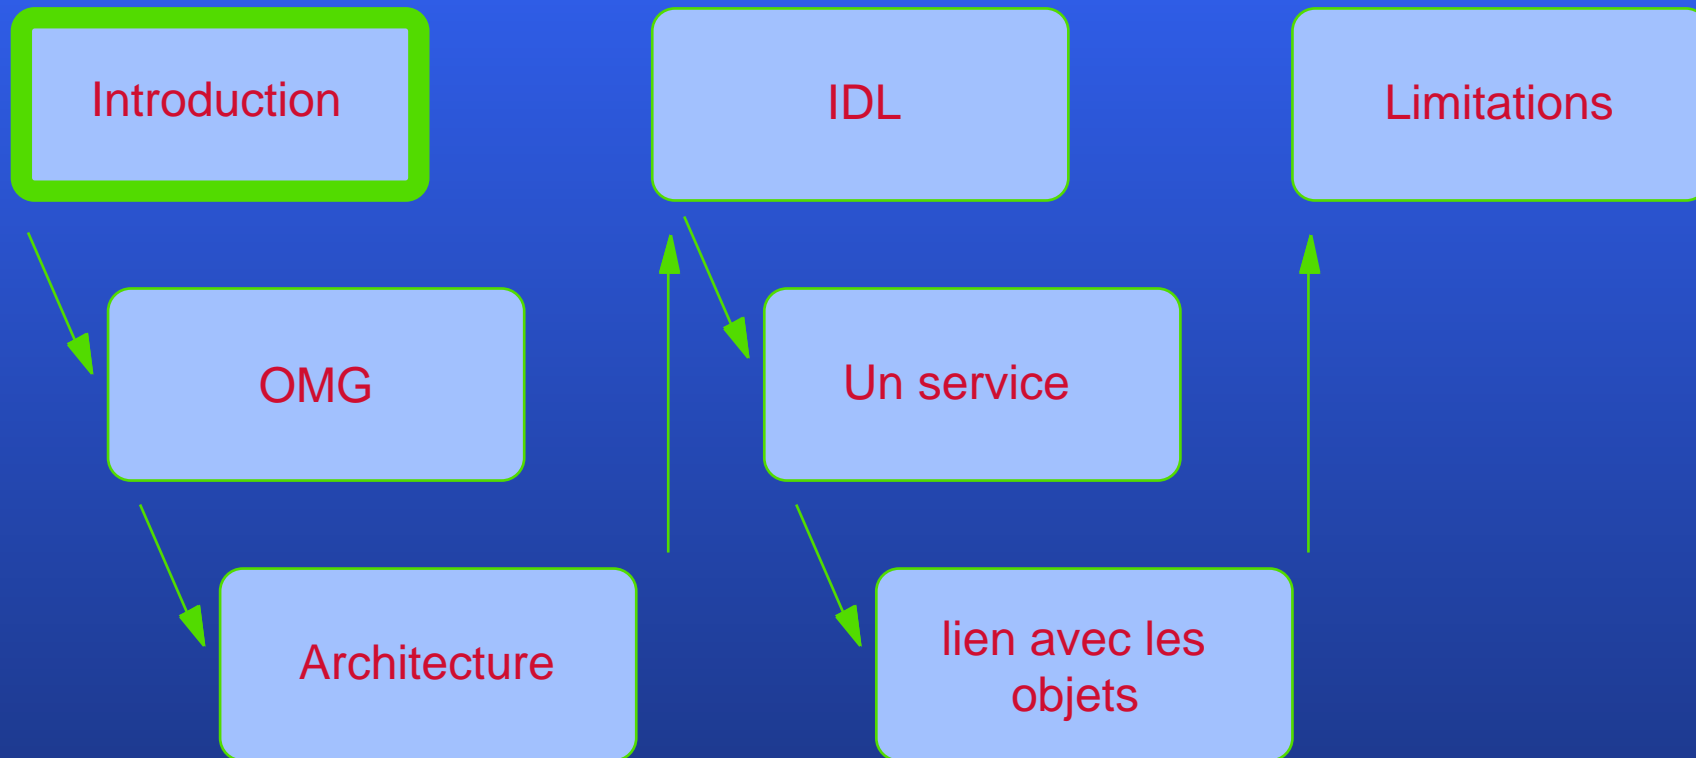 Introduction
OMG
Architecture
IDL
Un service
lien avec les
objets
Limitations